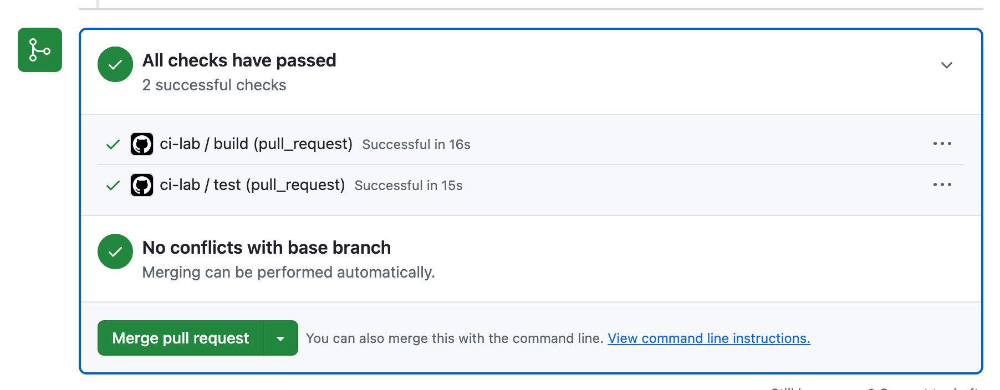 All checks have passed
2 successful checks
ci-lab / build (pull_request) Successful in 16s
ci-lab / test (pull_request) Successful in 15s
No conflicts with base branch
Merging can be performed automatically.
Merge pull request You can also merge this with the command line. View command line instructions.